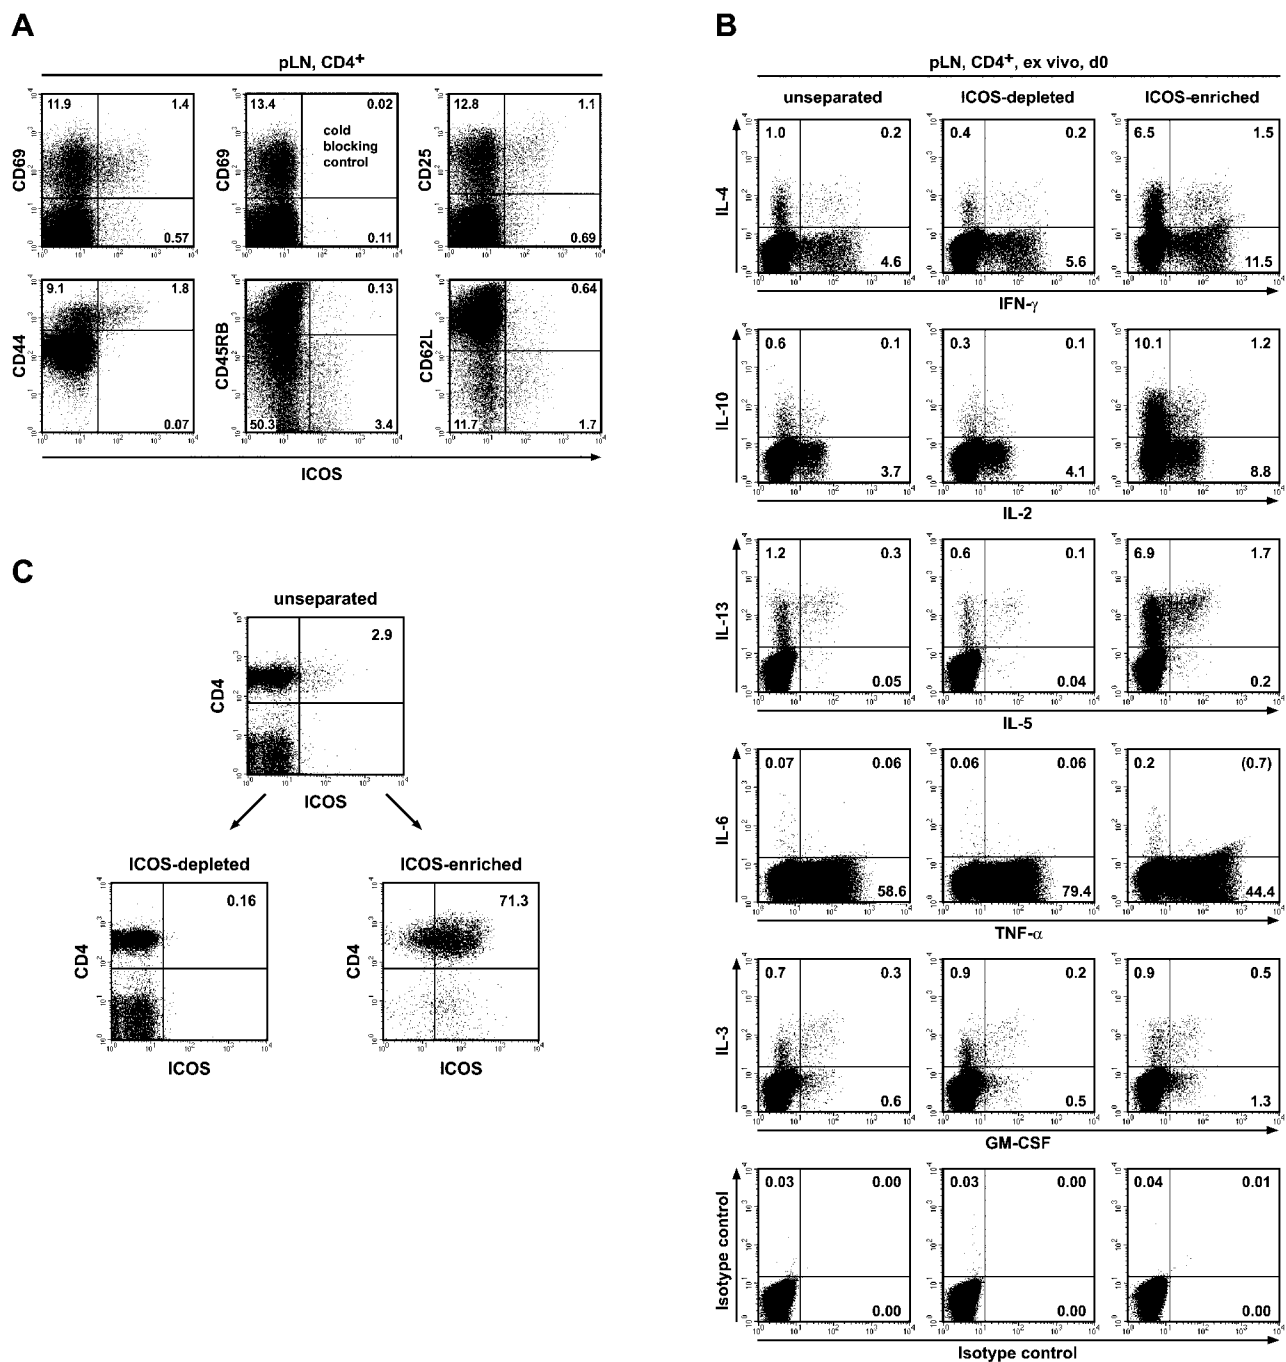 A
pLN, CD4+
11.9 1.4
0.57
CD69
13.4 0.02
cold
blocking
control
0.11
CD69
12.8 1.1
0.69
CD25
9.1 1.8
0.07
CD44
0.13
50.3 3.4
CD45RB
0.64
11.7 1.7
CD62L
ICOS
B
pLN, CD4+, ex vivo, d0
unseparated ICOS-depleted ICOS-enriched
IL-4
1.0 0.2 0.4 0.2 6.5 1.5
4.6 5.6 11.5
IFN-γ
IL-10
0.6 0.1 0.3 0.1 10.1 1.2
3.7 4.1 8.8
IL-2
IL-13
1.2 0.3 0.6 0.1 6.9 1.7
0.05 0.04 0.2
IL-5
IL-6
0.07 0.06 0.06 0.06 0.2 (0.7)
58.6 79.4 44.4
TNF-α
IL-3
0.7 0.3 0.9 0.2 0.9 0.5
0.6 0.5 1.3
GM-CSF
Isotype control
0.03 0.00 0.03 0.00 0.04 0.01
0.00 0.00 0.00
Isotype control
C
unseparated
2.9
CD4
ICOS
ICOS-depleted ICOS-enriched
0.16 71.3
CD4 CD4
ICOS ICOS